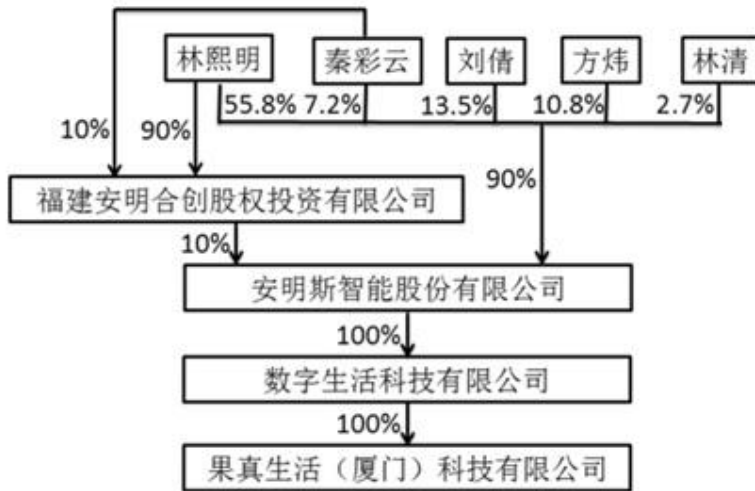 林熙明 秦彩云 刘倩 方炜 林清
55.8% 7.2% 13.5% 10.8% 2.7%
10% 90%
90%
福建安明合创股权投资有限公司
10%
安明斯智能股份有限公司
100%
数字生活科技有限公司
100%
果真生活（厦门）科技有限公司